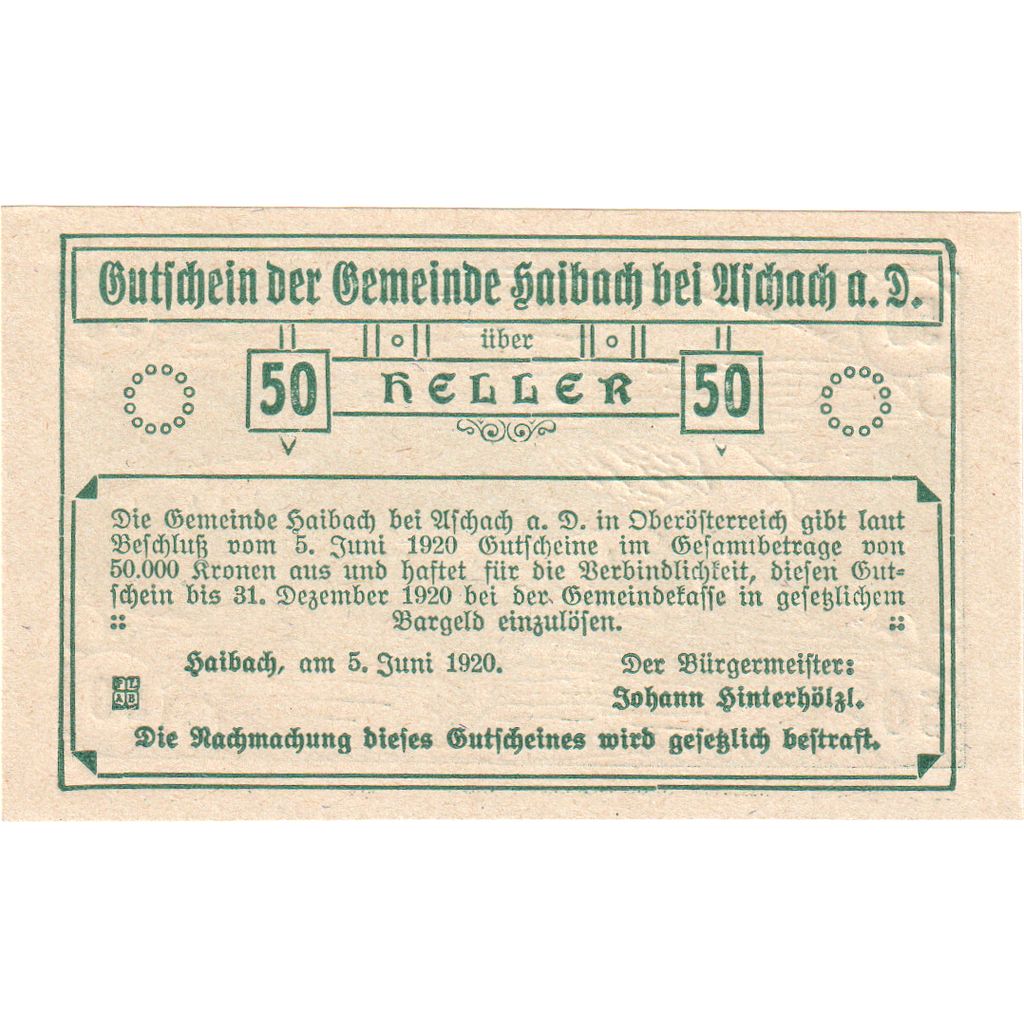 Gutschein der Gemeinde Haibach bei Aschach a. D.
über
50 HELLER 50
Die Gemeinde Haibach bei Aschach a. D. in Oberösterreich gibt laut
Beschluß vom 5. Juni 1920 Gutscheine im Gesamtbetrage von
50.000 Kronen aus und haftet für die Verbindlichkeit, diesen Gut-
schein bis 31. Dezember 1920 bei der Gemeindekasse in gesetzlichem
Bargeld einzulösen.
Haibach, am 5. Juni 1920.
Der Bürgermeister:
Johann Hinterhölzl.
F L
A B
Die Nachmachung dieses Gutscheines wird gesetzlich bestraft.